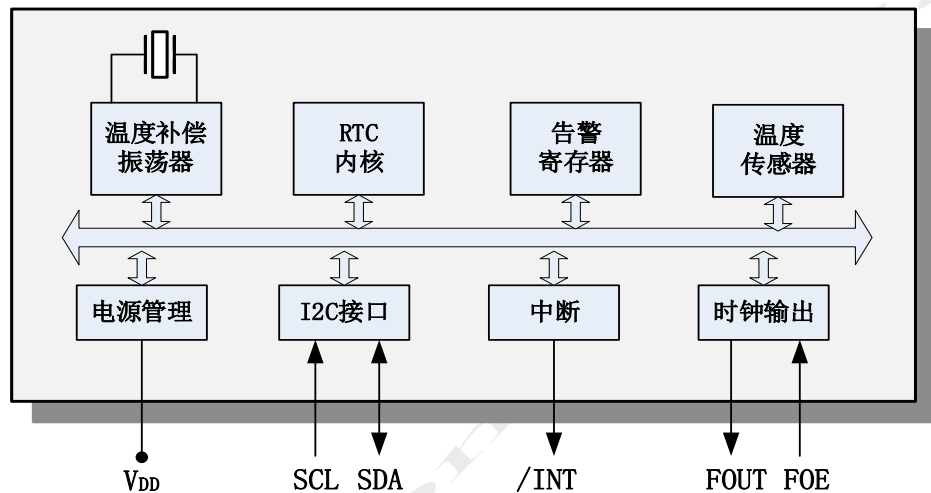 温度补偿
振荡器
RTC
内核
告警
寄存器
温度
传感器
电源管理
I2C接口
中断
时钟输出
VDD
SCL
SDA
/INT
FOUT
FOE